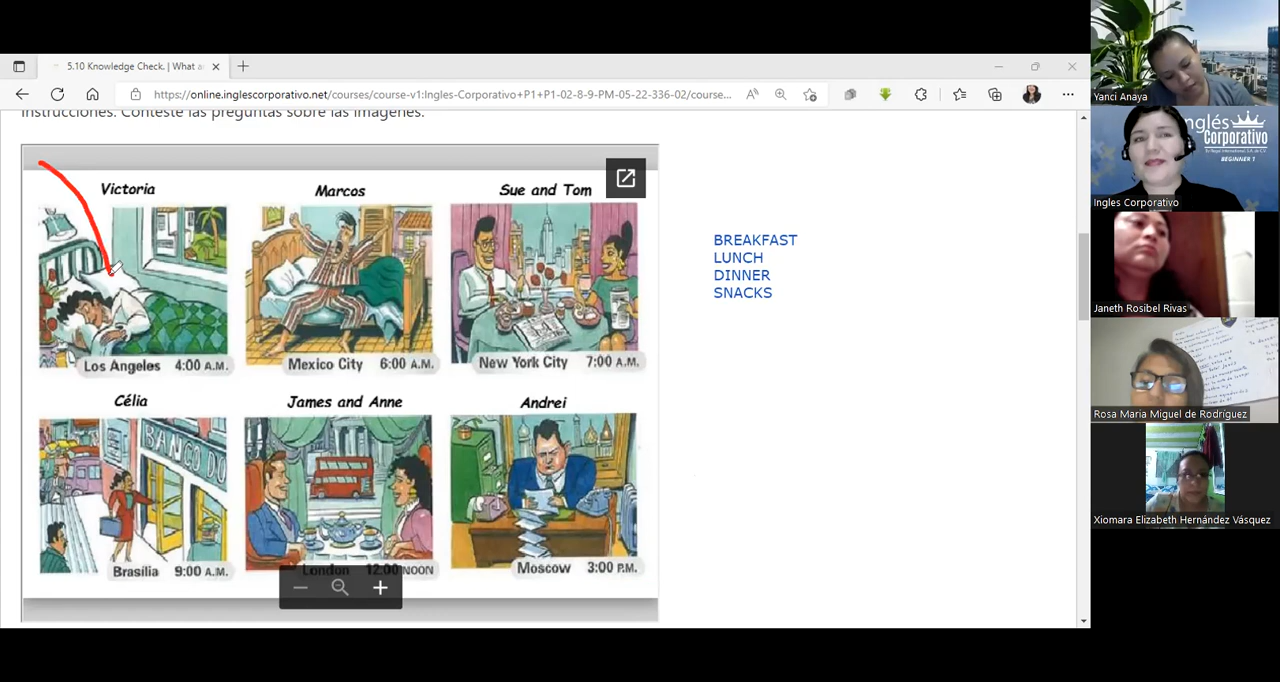 5.10 Knowledge Check. | What a
https://online.inglescorporativo.net/courses/course-v1:Ingles-Corporativo+P1+P1-02-8-9-PM-05-22-336-02/course...
Instrucciones: Conteste las preguntas sobre las imágenes.
Victoria
Marcos
Sue and Tom
Los Angeles 4:00 A.M.
Mexico City 6:00 A.M.
New York City 7:00 A.M.
Célia
James and Anne
Andrei
BANCO DO
Brasília 9:00 A.M.
London 12:00 NOON
Moscow 3:00 P.M.
BREAKFAST
LUNCH
DINNER
SNACKS
Yanci Anaya
nglés
Corporativo
BEGINNER 1
Ingles Corporativo
Janeth Rosibel Rivas
Rosa Maria Miguel de Rodríguez
Xiomara Elizabeth Hernández Vásquez